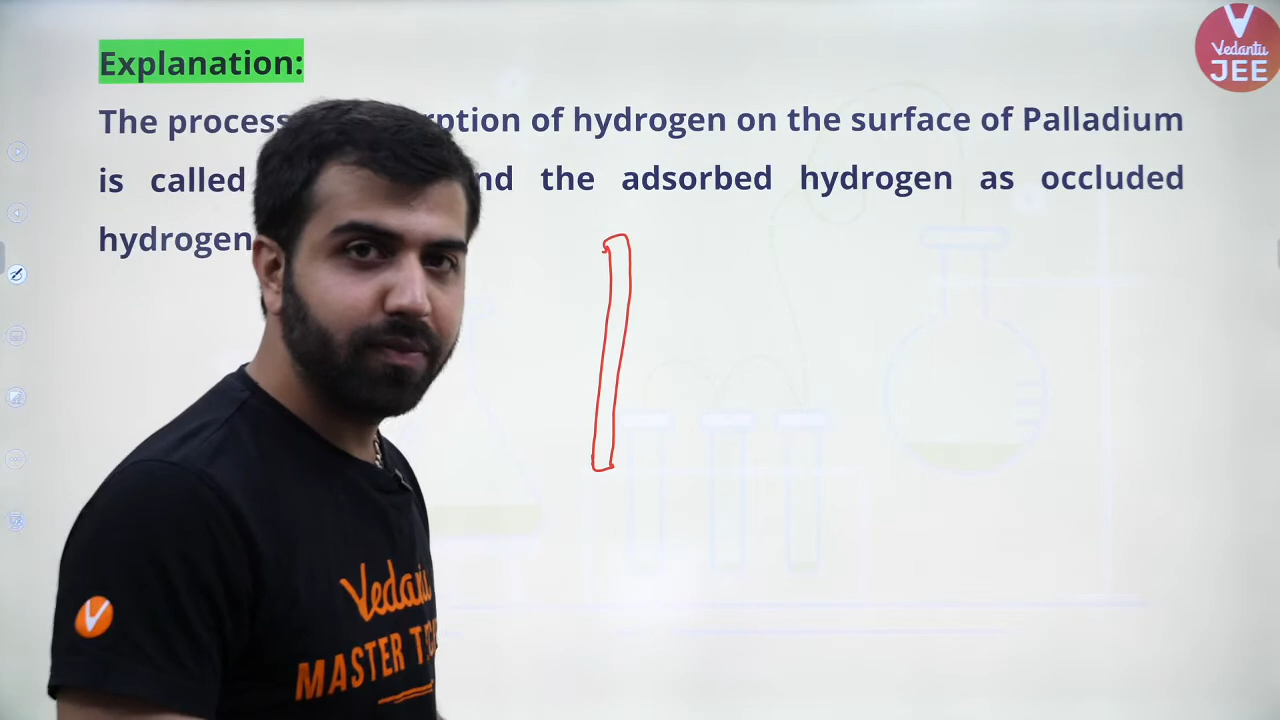 Explanation:
The process ption of hydrogen on the surface of Palladium
is called nd the adsorbed hydrogen as occluded
hydrogen
Vedantu
JEE
Vedantu
MASTER T